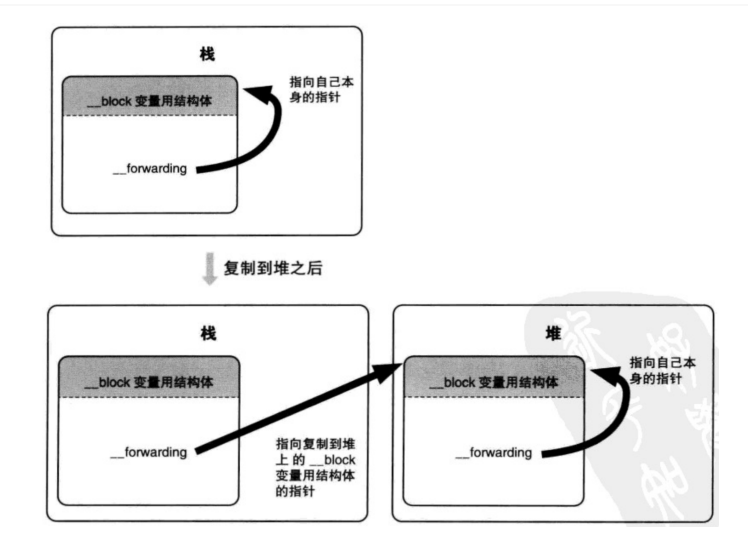 栈
__block 变量用结构体
指向自己本
身的指针
__forwarding
复制到堆之后
栈
__block 变量用结构体
__forwarding
指向复制到堆
上 的 __block
变量用结构体
的指针
堆
__block 变量用结构体
指向自己本
身的指针
__forwarding